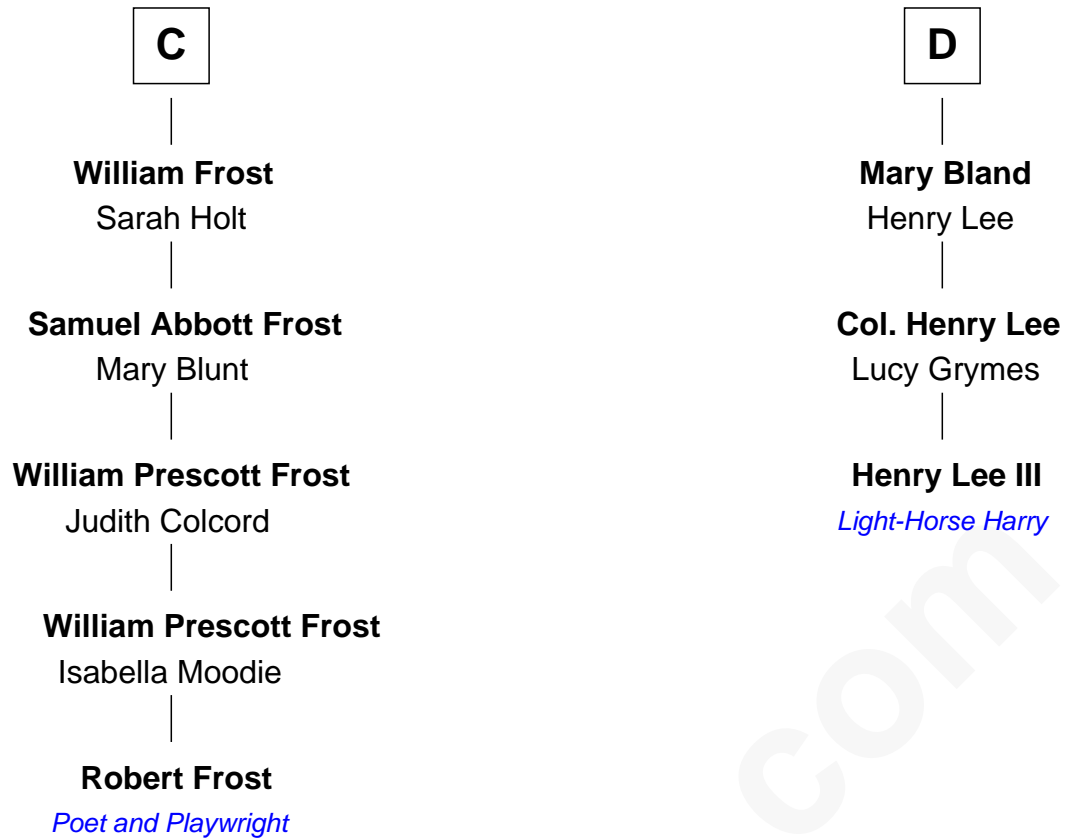 C
William Frost
Sarah Holt
Samuel Abbott Frost
Mary Blunt
William Prescott Frost
Judith Colcord
William Prescott Frost
Isabella Moodie
Robert Frost
Poet and Playwright
D
Mary Bland
Henry Lee
Col. Henry Lee
Lucy Grymes
Henry Lee III
Light-Horse Harry
com